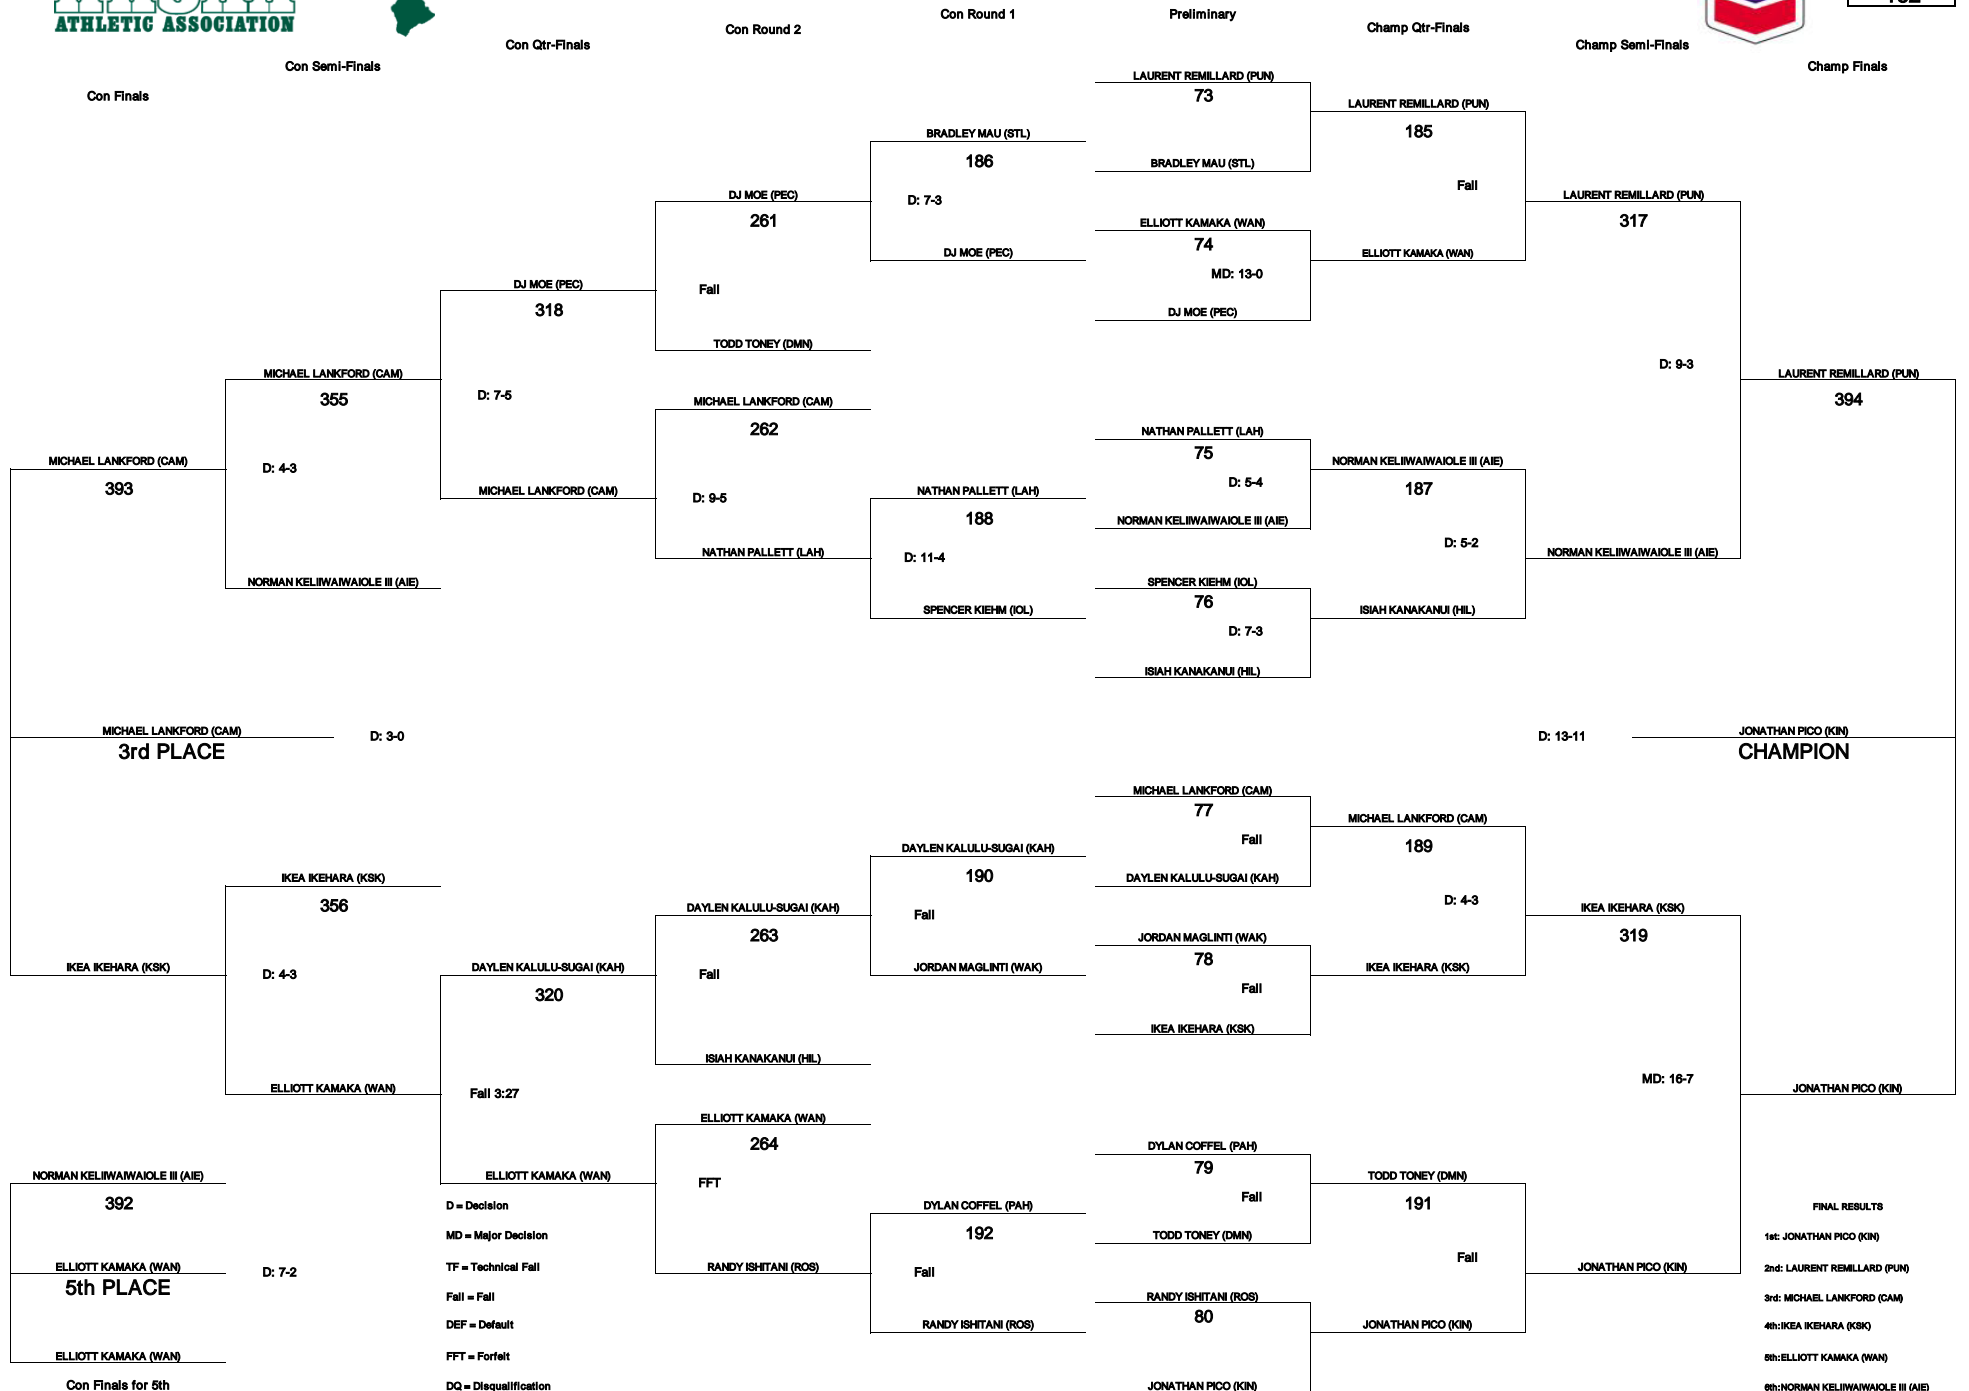 ATHLETIC ASSOCIATION
Con Finals
Con Semi-Finals
Con Qtr-Finals
Con Round 2
Con Round 1
Preliminary
Champ Qtr-Finals
Champ Semi-Finals
Champ Finals
LAURENT REMILLARD (PUN)
73
BRADLEY MAU (STL)
ELLIOTT KAMAKA (WAN)
74
MD: 13-0
DJ MOE (PEC)
NATHAN PALLETT (LAH)
75
D: 5-4
NORMAN KELIIWAIWAIOLE III (AIE)
SPENCER KIEHM (IOL)
76
D: 7-3
ISIAH KANAKANUI (HIL)
MICHAEL LANKFORD (CAM)
77
Fall
DAYLEN KALULU-SUGAI (KAH)
JORDAN MAGLINTI (WAK)
78
Fall
IKEA IKEHARA (KSK)
DYLAN COFFEL (PAH)
79
Fall
TODD TONEY (DMN)
RANDY ISHITANI (ROS)
80
JONATHAN PICO (KIN)
LAURENT REMILLARD (PUN)
185
Fall
ELLIOTT KAMAKA (WAN)
NORMAN KELIIWAIWAIOLE III (AIE)
187
D: 5-2
ISIAH KANAKANUI (HIL)
MICHAEL LANKFORD (CAM)
189
D: 4-3
IKEA IKEHARA (KSK)
TODD TONEY (DMN)
191
Fall
JONATHAN PICO (KIN)
LAURENT REMILLARD (PUN)
317
D: 9-3
NORMAN KELIIWAIWAIOLE III (AIE)
IKEA IKEHARA (KSK)
319
MD: 16-7
JONATHAN PICO (KIN)
LAURENT REMILLARD (PUN)
394
D: 13-11
JONATHAN PICO (KIN)
CHAMPION
JONATHAN PICO (KIN)
BRADLEY MAU (STL)
186
D: 7-3
DJ MOE (PEC)
NATHAN PALLETT (LAH)
188
D: 11-4
SPENCER KIEHM (IOL)
DAYLEN KALULU-SUGAI (KAH)
190
Fall
JORDAN MAGLINTI (WAK)
DYLAN COFFEL (PAH)
192
Fall
RANDY ISHITANI (ROS)
DJ MOE (PEC)
261
Fall
TODD TONEY (DMN)
MICHAEL LANKFORD (CAM)
262
D: 9-5
NATHAN PALLETT (LAH)
DAYLEN KALULU-SUGAI (KAH)
263
Fall
ISIAH KANAKANUI (HIL)
ELLIOTT KAMAKA (WAN)
264
FFT
RANDY ISHITANI (ROS)
DJ MOE (PEC)
318
D: 7-5
MICHAEL LANKFORD (CAM)
DAYLEN KALULU-SUGAI (KAH)
320
Fall 3:27
ELLIOTT KAMAKA (WAN)
MICHAEL LANKFORD (CAM)
355
D: 4-3
NORMAN KELIIWAIWAIOLE III (AIE)
IKEA IKEHARA (KSK)
356
D: 4-3
ELLIOTT KAMAKA (WAN)
MICHAEL LANKFORD (CAM)
393
MICHAEL LANKFORD (CAM)
3rd PLACE
D: 3-0
IKEA IKEHARA (KSK)
NORMAN KELIIWAIWAIOLE III (AIE)
392
ELLIOTT KAMAKA (WAN)
5th PLACE
D: 7-2
ELLIOTT KAMAKA (WAN)
Con Finals for 5th
D = Decision
MD = Major Decision
TF = Technical Fall
Fall = Fall
DEF = Default
FFT = Forfeit
DQ = Disqualification
FINAL RESULTS
1st: JONATHAN PICO (KIN)
2nd: LAURENT REMILLARD (PUN)
3rd: MICHAEL LANKFORD (CAM)
4th:IKEA IKEHARA (KSK)
5th:ELLIOTT KAMAKA (WAN)
6th:NORMAN KELIIWAIWAIOLE III (AIE)